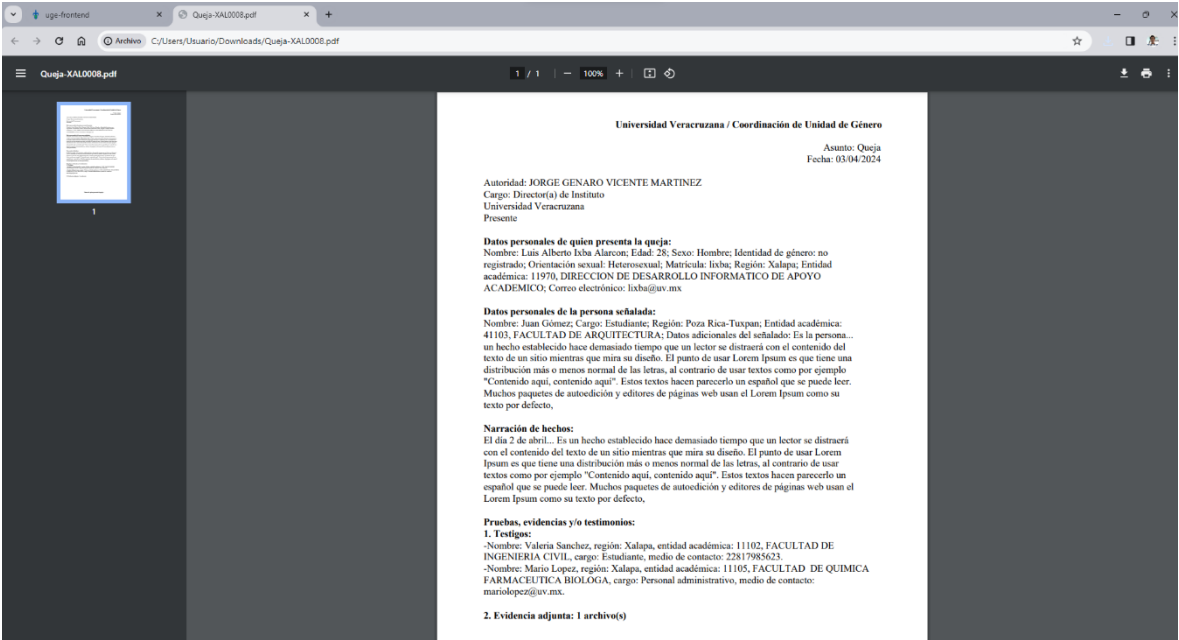 uge-frontend
Queja-XAL0008.pdf
Archivo
C:/Users/Usuario/Downloads/Queja-XAL0008.pdf
Queja-XAL0008.pdf
1 / 1
100%
1
Universidad Veracruzana / Coordinación de Unidad de Género
Asunto: Queja
Fecha: 03/04/2024
Autoridad: JORGE GENARO VICENTE MARTINEZ
Cargo: Director(a) de Instituto
Universidad Veracruzana
Presente
Datos personales de quien presenta la queja:
Nombre: Luis Alberto Ixba Alarcon; Edad: 28; Sexo: Hombre; Identidad de género: no
registrado; Orientación sexual: Heterosexual; Matrícula: lixba; Región: Xalapa; Entidad
académica: 11970, DIRECCION DE DESARROLLO INFORMATICO DE APOYO
ACADEMICO; Correo electrónico: lixba@uv.mx
Datos personales de la persona señalada:
Nombre: Juan Gómez; Cargo: Estudiante; Región: Poza Rica-Tuxpan; Entidad académica:
41103, FACULTAD DE ARQUITECTURA; Datos adicionales del señalado: Es la persona...
un hecho establecido hace demasiado tiempo que un lector se distraerá con el contenido del
texto de un sitio mientras que mira su diseño. El punto de usar Lorem Ipsum es que tiene una
distribución más o menos normal de las letras, al contrario de usar textos como por ejemplo
"Contenido aquí, contenido aquí". Estos textos hacen parecerlo un español que se puede leer.
Muchos paquetes de autoedición y editores de páginas web usan el Lorem Ipsum como su
texto por defecto,
Narración de hechos:
El día 2 de abril... Es un hecho establecido hace demasiado tiempo que un lector se distraerá
con el contenido del texto de un sitio mientras que mira su diseño. El punto de usar Lorem
Ipsum es que tiene una distribución más o menos normal de las letras, al contrario de usar
textos como por ejemplo "Contenido aquí, contenido aquí". Estos textos hacen parecerlo un
español que se puede leer. Muchos paquetes de autoedición y editores de páginas web usan el
Lorem Ipsum como su texto por defecto,
Pruebas, evidencias y/o testimonios:
1. Testigos:
-Nombre: Valeria Sanchez, región: Xalapa, entidad académica: 11102, FACULTAD DE
INGENIERIA CIVIL, cargo: Estudiante, medio de contacto: 22817985623.
-Nombre: Mario Lopez, región: Xalapa, entidad académica: 11105, FACULTAD DE QUIMICA
FARMACEUTICA BIOLOGA, cargo: Personal administrativo, medio de contacto:
mariolopez@uv.mx.
2. Evidencia adjunta: 1 archivo(s)